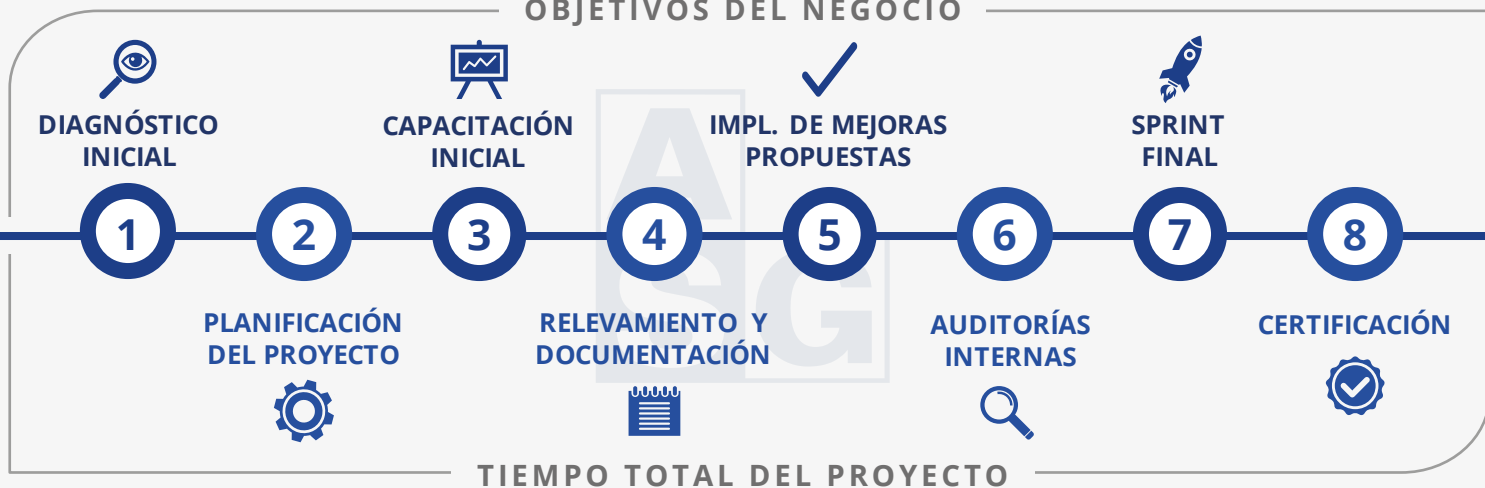 OBJETIVOS DEL NEGOCIO
DIAGNÓSTICO
INICIAL
CAPACITACIÓN
INICIAL
IMPL. DE MEJORAS
PROPUESTAS
SPRINT
FINAL
1
2
3
4
5
6
7
8
PLANIFICACIÓN
DEL PROYECTO
RELEVAMIENTO Y
DOCUMENTACIÓN
AUDITORÍAS
INTERNAS
CERTIFICACIÓN
A
S
G
TIEMPO TOTAL DEL PROYECTO